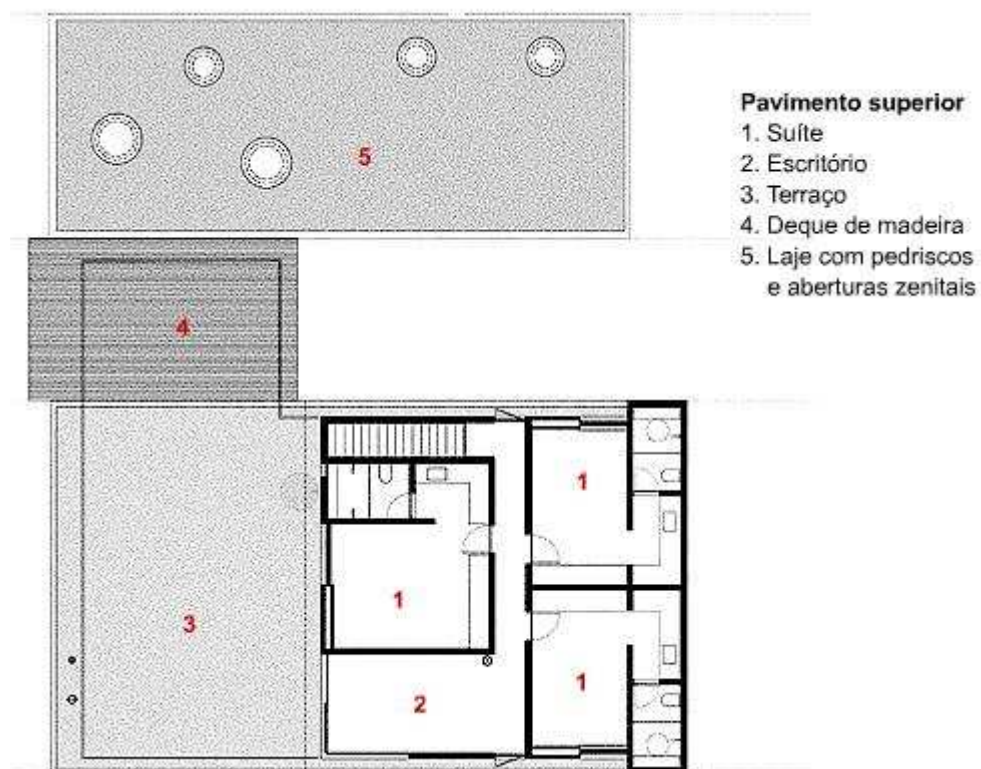 Pavimento superior
1. Suíte
2. Escritório
3. Terraço
4. Deque de madeira
5. Laje com pedriscos
e aberturas zenitais
5
4
1
1
3
1
2